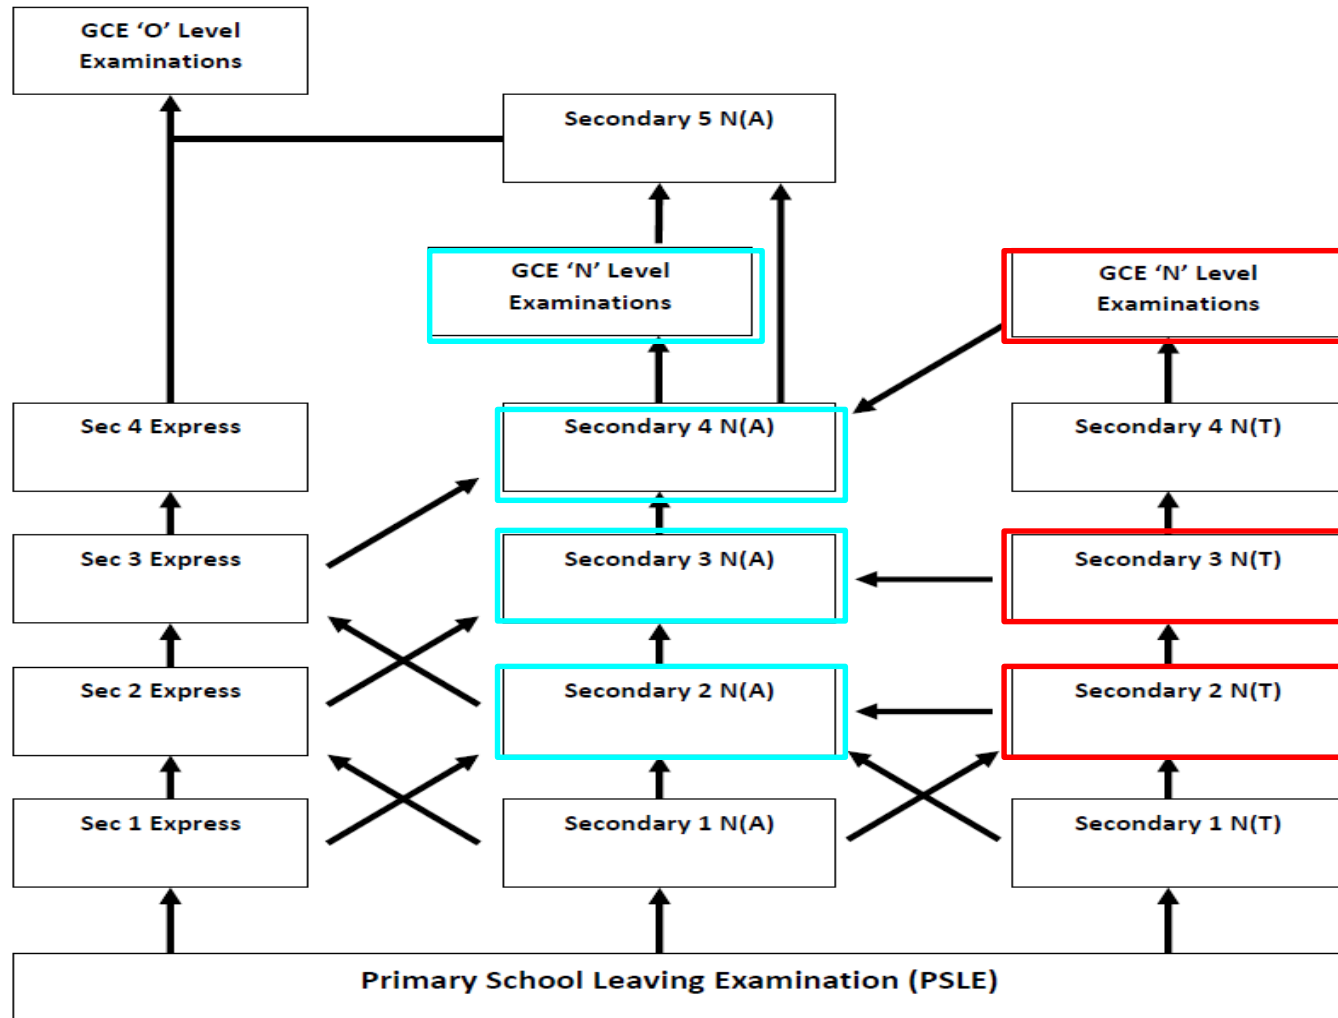 GCE ‘O’ Level
Examinations
Secondary 5 N(A)
GCE ‘N’ Level
Examinations
GCE ‘N’ Level
Examinations
Sec 4 Express
Secondary 4 N(A)
Secondary 4 N(T)
Sec 3 Express
Secondary 3 N(A)
Secondary 3 N(T)
Sec 2 Express
Secondary 2 N(A)
Secondary 2 N(T)
Sec 1 Express
Secondary 1 N(A)
Secondary 1 N(T)
Primary School Leaving Examination (PSLE)